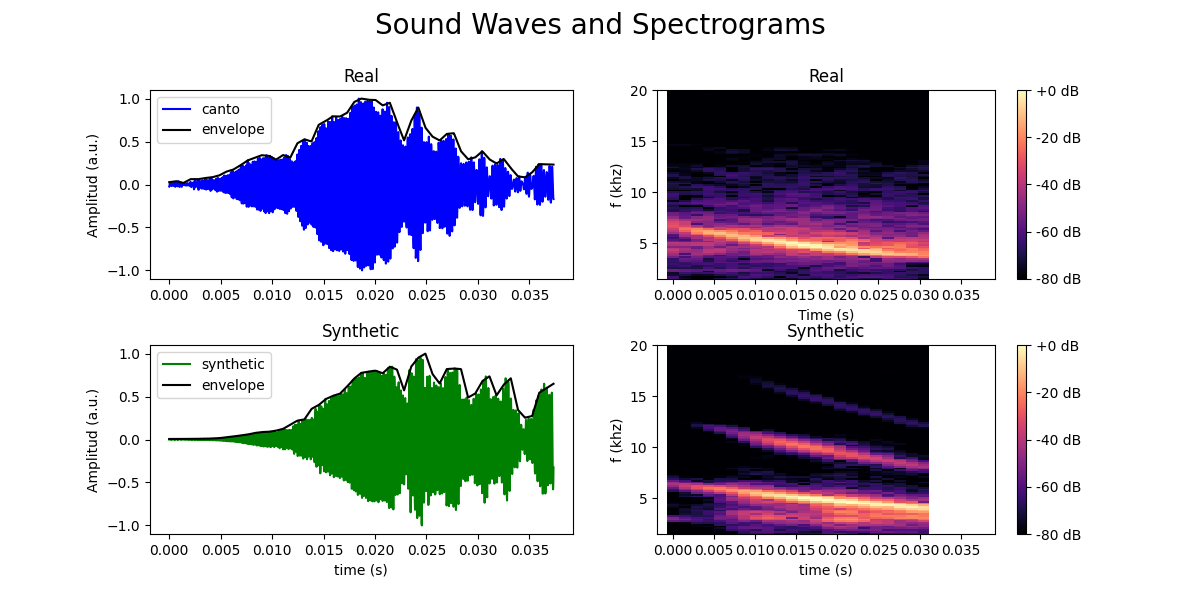 Sound Waves and Spectrograms
Real
1.0
0.5
0.0
−0.5
−1.0
Amplitud (a.u.)
canto
envelope
0.000 0.005 0.010 0.015 0.020 0.025 0.030 0.035
Real
20
15
10
5
f (khz)
0.000 0.005 0.010 0.015 0.020 0.025 0.030 0.035
Time (s)
+0 dB
-20 dB
-40 dB
-60 dB
-80 dB
Synthetic
1.0
0.5
0.0
−0.5
−1.0
Amplitud (a.u.)
synthetic
envelope
0.000 0.005 0.010 0.015 0.020 0.025 0.030 0.035
time (s)
Synthetic
20
15
10
5
f (khz)
0.000 0.005 0.010 0.015 0.020 0.025 0.030 0.035
time (s)
+0 dB
-20 dB
-40 dB
-60 dB
-80 dB